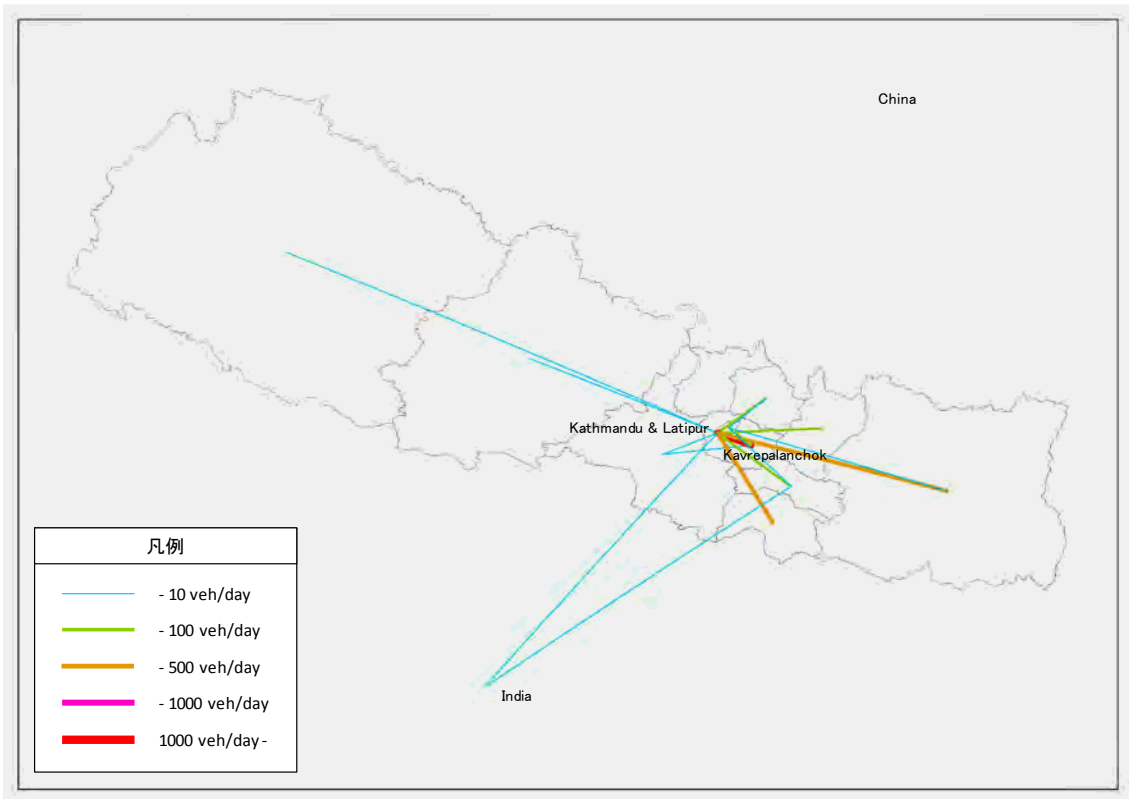 China
Kathmandu & Latipur
Kavrepalanchok
India
凡例
- 10 veh/day
- 100 veh/day
- 500 veh/day
- 1000 veh/day
1000 veh/day -